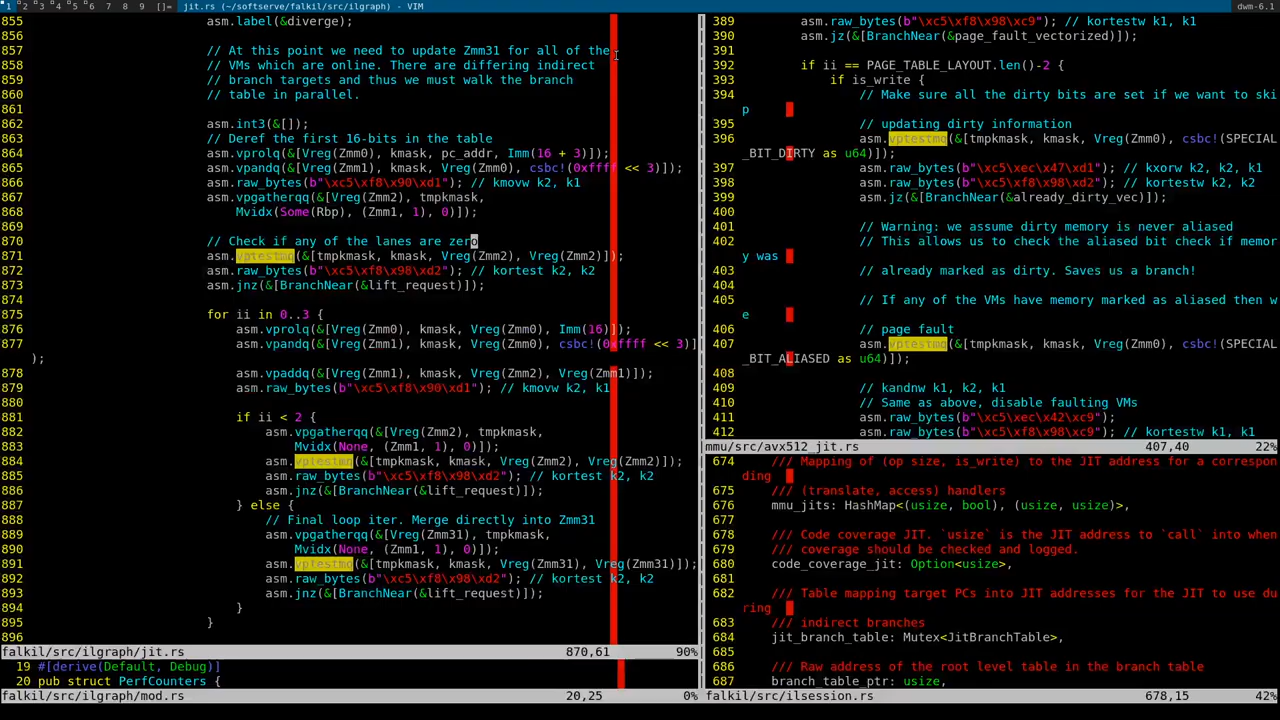 1 2 3 4 5 6 7 8 9 []= jit.rs (~/softserve/falkil/src/ilgraph) - VIM dwm-6.1
855 asm.label(&diverge);
856
857 // At this point we need to update Zmm31 for all of the
858 // VMs which are online. There are differing indirect
859 // branch targets and thus we must walk the branch
860 // table in parallel.
861
862 asm.int3(&[]);
863 // Deref the first 16-bits in the table
864 asm.vprolq(&[Vreg(Zmm0), kmask, pc_addr, Imm(16 + 3)]);
865 asm.vpandq(&[Vreg(Zmm1), kmask, Vreg(Zmm0), csbc!(0xffff << 3)]);
866 asm.raw_bytes(b"\xc5\xf8\x90\xd1"); // kmovw k2, k1
867 asm.vpgatherqq(&[Vreg(Zmm2), tmpkmask,
868 Mvidx(Some(Rbp), (Zmm1, 1), 0)]);
869
870 // Check if any of the lanes are zero
871 asm.vptestmq(&[tmpkmask, kmask, Vreg(Zmm2), Vreg(Zmm2)]);
872 asm.raw_bytes(b"\xc5\xf8\x98\xd2"); // kortest k2, k2
873 asm.jnz(&[BranchNear(&lift_request)]);
874
875 for ii in 0..3 {
876 asm.vprolq(&[Vreg(Zmm0), kmask, Vreg(Zmm0), Imm(16)]);
877 asm.vpandq(&[Vreg(Zmm1), kmask, Vreg(Zmm0), csbc!(0xffff << 3)]
);
878 asm.vpaddq(&[Vreg(Zmm1), kmask, Vreg(Zmm2), Vreg(Zmm1)]);
879 asm.raw_bytes(b"\xc5\xf8\x90\xd1"); // kmovw k2, k1
880
881 if ii < 2 {
882 asm.vpgatherqq(&[Vreg(Zmm2), tmpkmask,
883 Mvidx(None, (Zmm1, 1), 0)]);
884 asm.vptestmq(&[tmpkmask, kmask, Vreg(Zmm2), Vreg(Zmm2)]);
885 asm.raw_bytes(b"\xc5\xf8\x98\xd2"); // kortest k2, k2
886 asm.jnz(&[BranchNear(&lift_request)]);
887 } else {
888 // Final loop iter. Merge directly into Zmm31
889 asm.vpgatherqq(&[Vreg(Zmm31), tmpkmask,
890 Mvidx(None, (Zmm1, 1), 0)]);
891 asm.vptestmq(&[tmpkmask, kmask, Vreg(Zmm31), Vreg(Zmm31)]);
892 asm.raw_bytes(b"\xc5\xf8\x98\xd2"); // kortest k2, k2
893 asm.jnz(&[BranchNear(&lift_request)]);
894 }
895 }
896
falkil/src/ilgraph/jit.rs 870,61 90%
19 #[derive(Default, Debug)]
20 pub struct PerfCounters {
falkil/src/ilgraph/mod.rs 20,25 0%
389 asm.raw_bytes(b"\xc5\xf8\x98\xc9"); // kortestw k1, k1
390 asm.jz(&[BranchNear(&page_fault_vectorized)]);
391
392 if ii == PAGE_TABLE_LAYOUT.len()-2 {
393 if is_write {
394 // Make sure all the dirty bits are set if we want to ski
p
395 // updating dirty information
396 asm.vptestmq(&[tmpkmask, kmask, Vreg(Zmm0), csbc!(SPECIAL
_BIT_DIRTY as u64)]);
397 asm.raw_bytes(b"\xc5\xec\x47\xd1"); // kxorw k2, k2, k1
398 asm.raw_bytes(b"\xc5\xf8\x98\xd2"); // kortestw k2, k2
399 asm.jz(&[BranchNear(&already_dirty_vec)]);
400
401 // Warning: we assume dirty memory is never aliased
402 // This allows us to check the aliased bit check if memor
y was
403 // already marked as dirty. Saves us a branch!
404
405 // If any of the VMs have memory marked as aliased then w
e
406 // page fault
407 asm.vptestmq(&[tmpkmask, kmask, Vreg(Zmm0), csbc!(SPECIAL
_BIT_ALIASED as u64)]);
408
409 // kandnw k1, k2, k1
410 // Same as above, disable faulting VMs
411 asm.raw_bytes(b"\xc5\xec\x42\xc9");
412 asm.raw_bytes(b"\xc5\xf8\x98\xc9"); // kortestw k1, k1
mmu/src/avx512_jit.rs 407,40 22%
674 /// Mapping of (op size, is_write) to the JIT address for a correspon
ding
675 /// (translate, access) handlers
676 mmu_jits: HashMap<(usize, bool), (usize, usize)>,
677
678 /// Code coverage JIT. `usize` is the JIT address to `call` into when
679 /// coverage should be checked and logged.
680 code_coverage_jit: Option<usize>,
681
682 /// Table mapping target PCs into JIT addresses for the JIT to use du
ring
683 /// indirect branches
684 jit_branch_table: Mutex<JitBranchTable>,
685
686 /// Raw address of the root level table in the branch table
687 branch_table_ptr: usize,
falkil/src/ilsession.rs 678,15 42%